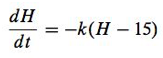 dH/dt = −k(H − 15)